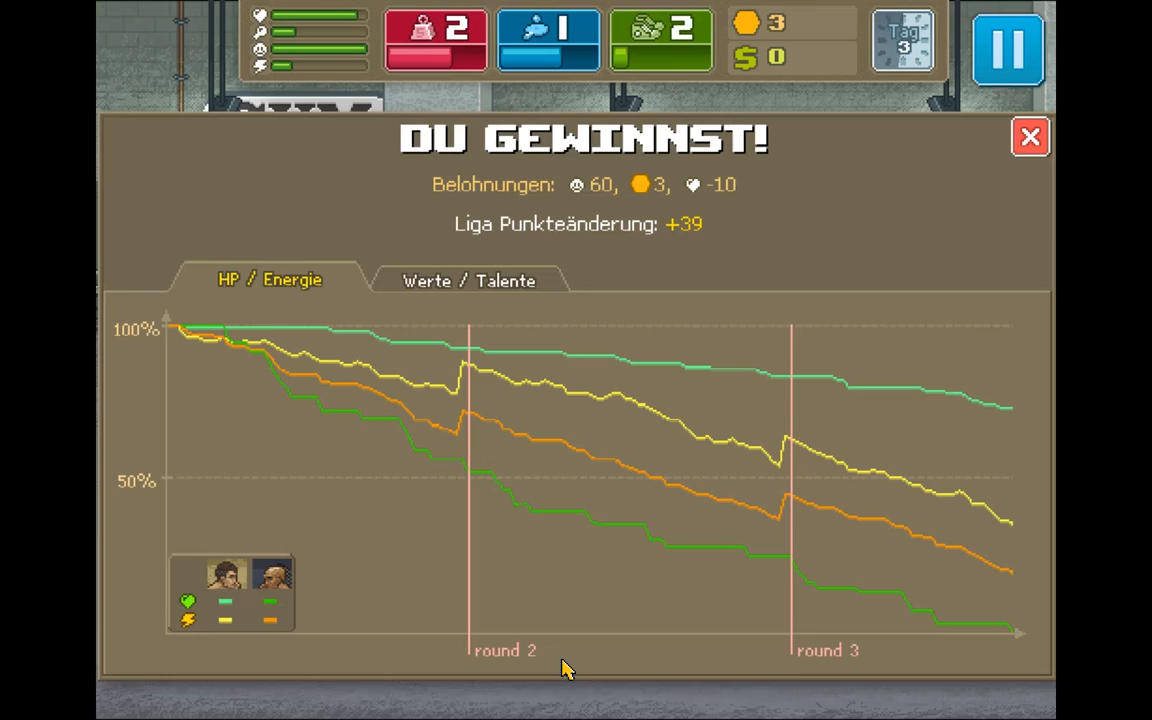 2
1
2
3
0
Tag
3
DU GEWINNST!
Belohnungen: 60, 3, -10
Liga Punkteänderung: +39
HP / Energie
Werte / Talente
100%
50%
round 2
round 3